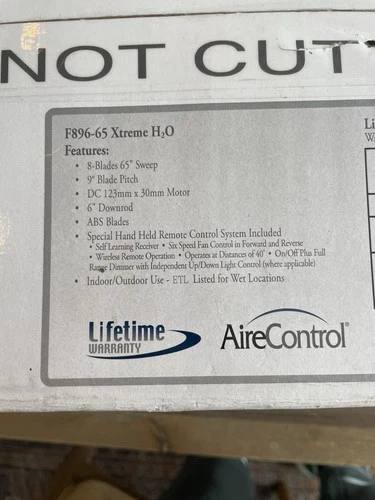 NOT CUT
F896-65 Xtreme H₂O
Features:
• 8-Blades 65" Sweep
• 9° Blade Pitch
• DC 123mm x 30mm Motor
• 6" Downrod
• ABS Blades
• Special Hand Held Remote Control System Included
• Self Learning Receiver • Six Speed Fan Control in Forward and Reverse
• Wireless Remote Operation • Operates at Distances of 40' • On/Off Plus Full
Range Dimmer with Independent Up/Down Light Control (where applicable)
• Indoor/Outdoor Use - ETL Listed for Wet Locations
Lifetime
WARRANTY
AireControl®
Li